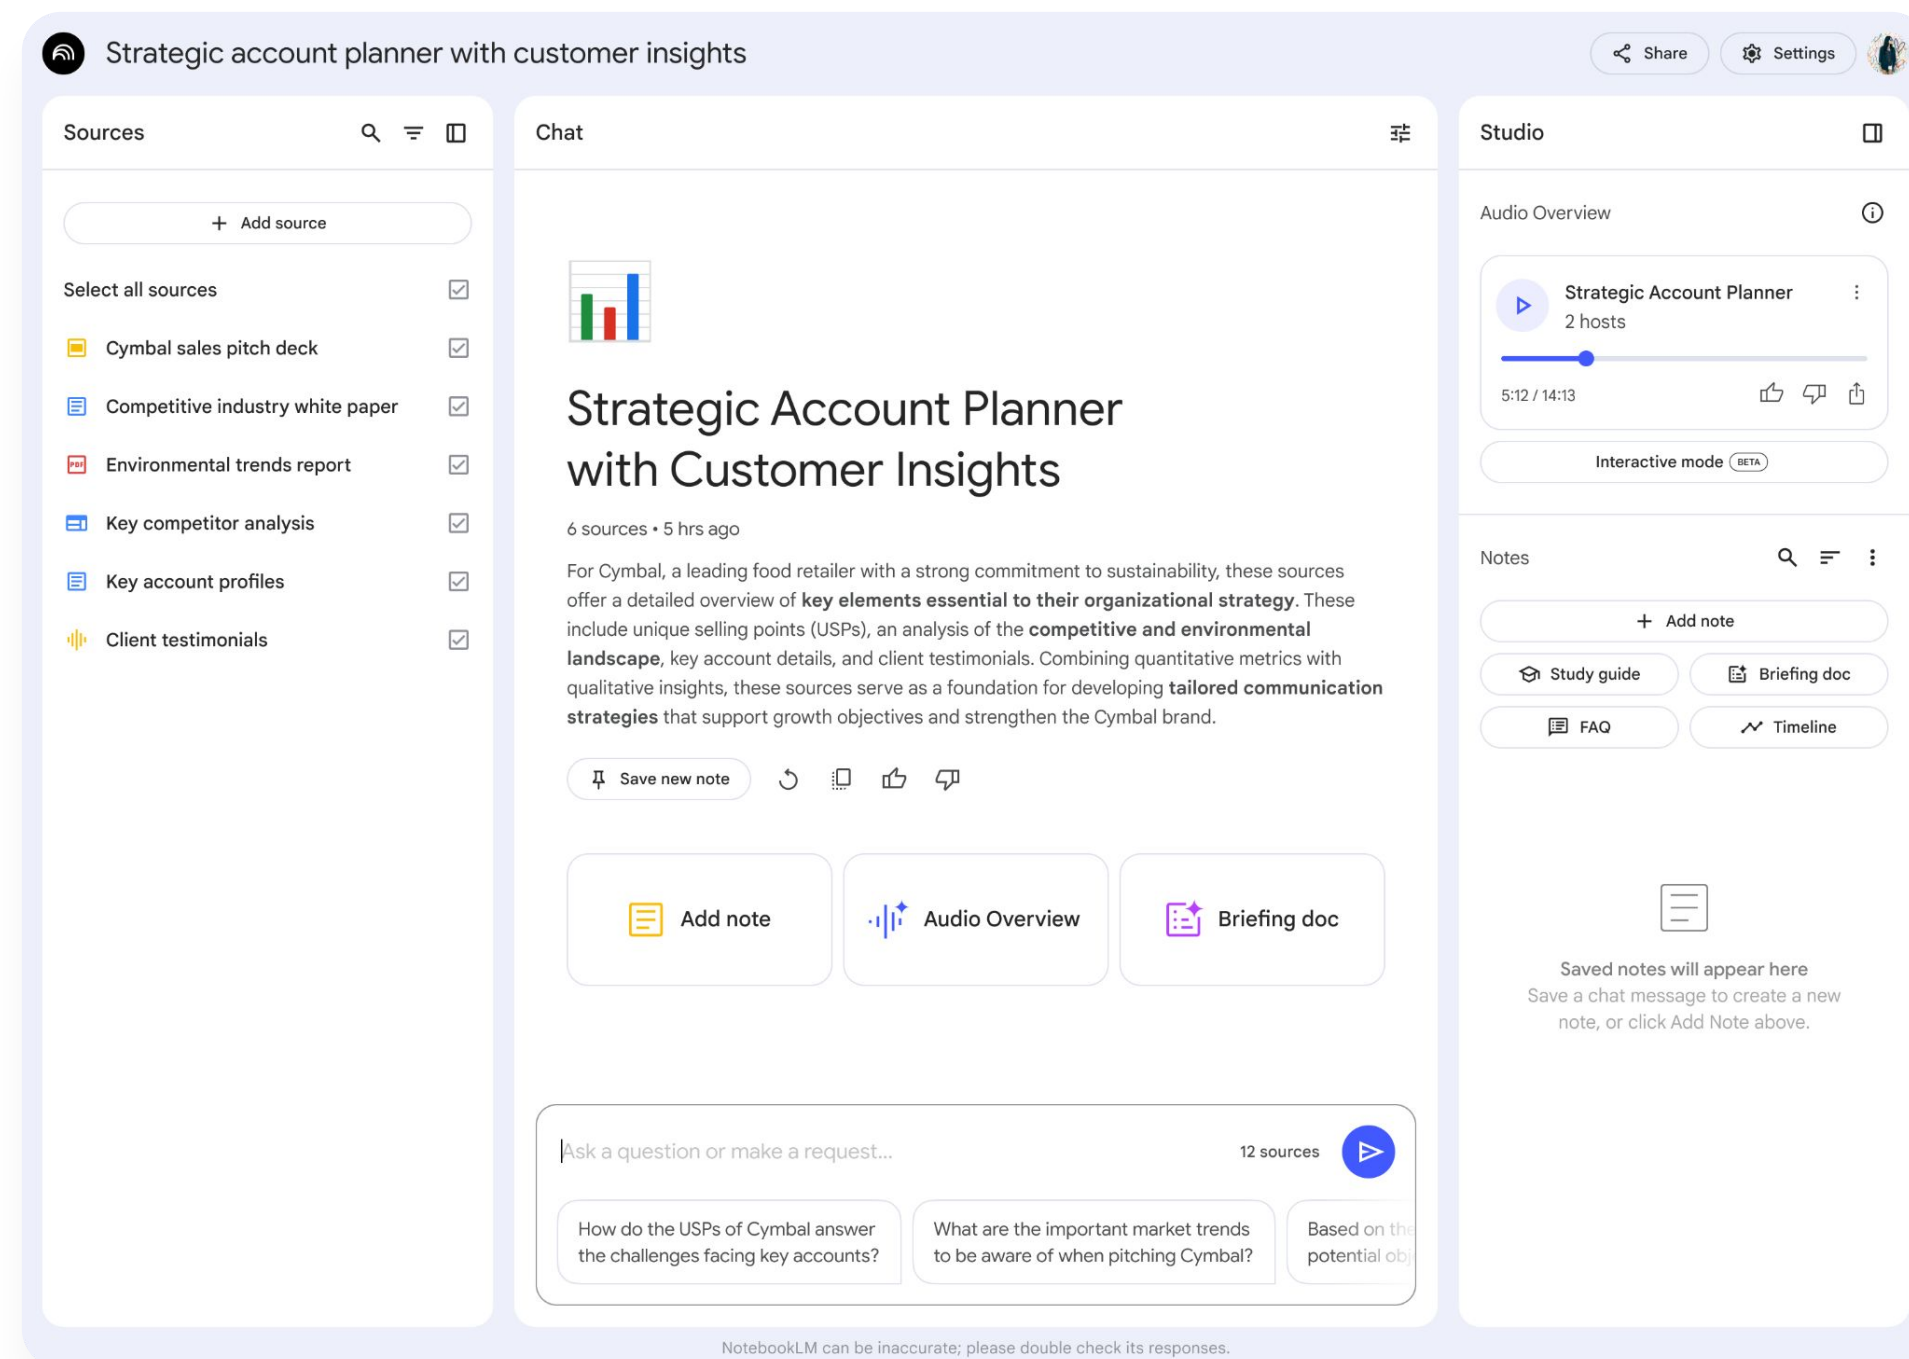 Strategic account planner with customer insights
Share
Settings
Sources
Add source
Select all sources
Cymbal sales pitch deck
Competitive industry white paper
PDF
Environmental trends report
Key competitor analysis
Key account profiles
Client testimonials
Chat
Strategic Account Planner
with Customer Insights
6 sources • 5 hrs ago
For Cymbal, a leading food retailer with a strong commitment to sustainability, these sources
offer a detailed overview of key elements essential to their organizational strategy. These
include unique selling points (USPs), an analysis of the competitive and environmental
landscape, key account details, and client testimonials. Combining quantitative metrics with
qualitative insights, these sources serve as a foundation for developing tailored communication
strategies that support growth objectives and strengthen the Cymbal brand.
Save new note
Add note
Audio Overview
Briefing doc
Ask a question or make a request...
12 sources
How do the USPs of Cymbal answer
the challenges facing key accounts?
What are the important market trends
to be aware of when pitching Cymbal?
Based on the
potential obj
Studio
Audio Overview
Strategic Account Planner
2 hosts
5:12 / 14:13
Interactive mode BETA
Notes
Add note
Study guide
Briefing doc
FAQ
Timeline
Saved notes will appear here
Save a chat message to create a new
note, or click Add Note above.
NotebookLM can be inaccurate; please double check its responses.